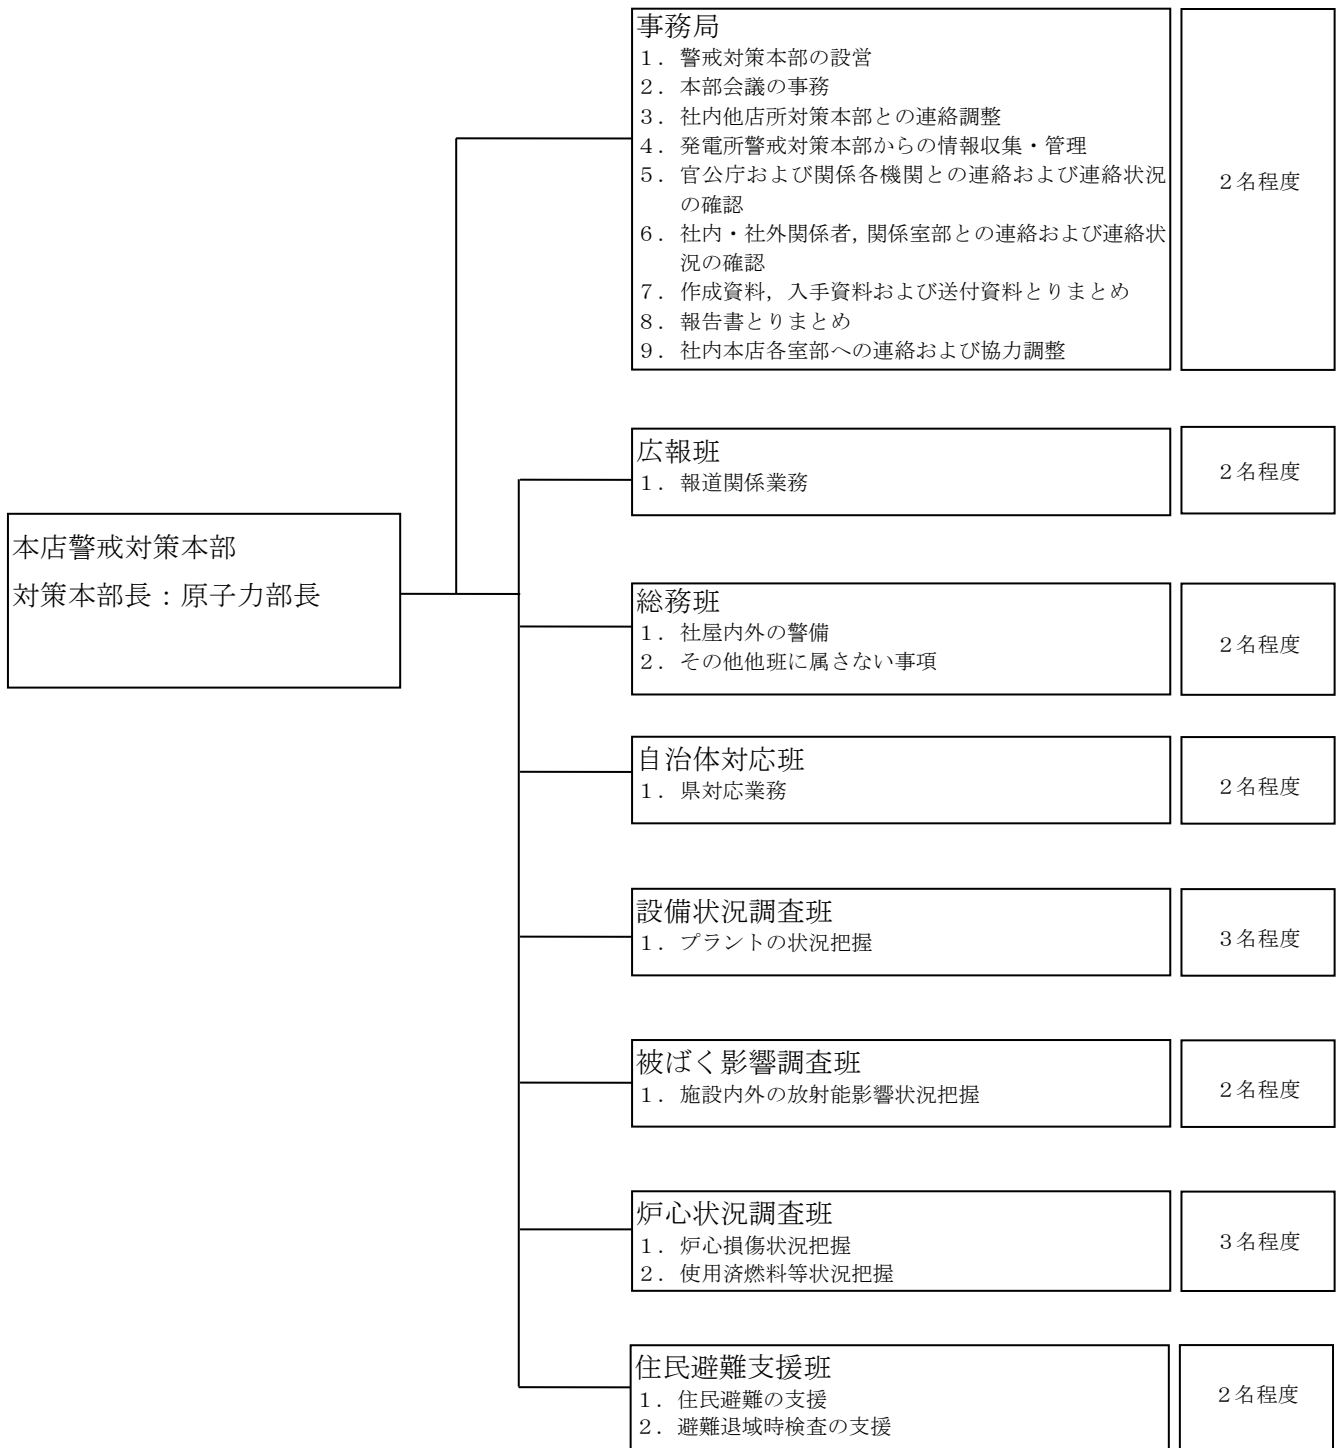 事務局
１．警戒対策本部の設営
２．本部会議の事務
３．社内他店所対策本部との連絡調整
４．発電所警戒対策本部からの情報収集・管理
５．官公庁および関係各機関との連絡および連絡状況
の確認
６．社内・社外関係者，関係室部との連絡および連絡状
況の確認
７．作成資料，入手資料および送付資料とりまとめ
８．報告書とりまとめ
９．社内本店各室部への連絡および協力調整
２名程度
広報班
１．報道関係業務
２名程度
本店警戒対策本部
対策本部長：原子力部長
総務班
１．社屋内外の警備
２．その他他班に属さない事項
２名程度
自治体対応班
１．県対応業務
２名程度
設備状況調査班
１．プラントの状況把握
３名程度
被ばく影響調査班
１．施設内外の放射能影響状況把握
２名程度
炉心状況調査班
１．炉心損傷状況把握
２．使用済燃料等状況把握
３名程度
住民避難支援班
１．住民避難の支援
２．避難退域時検査の支援
２名程度